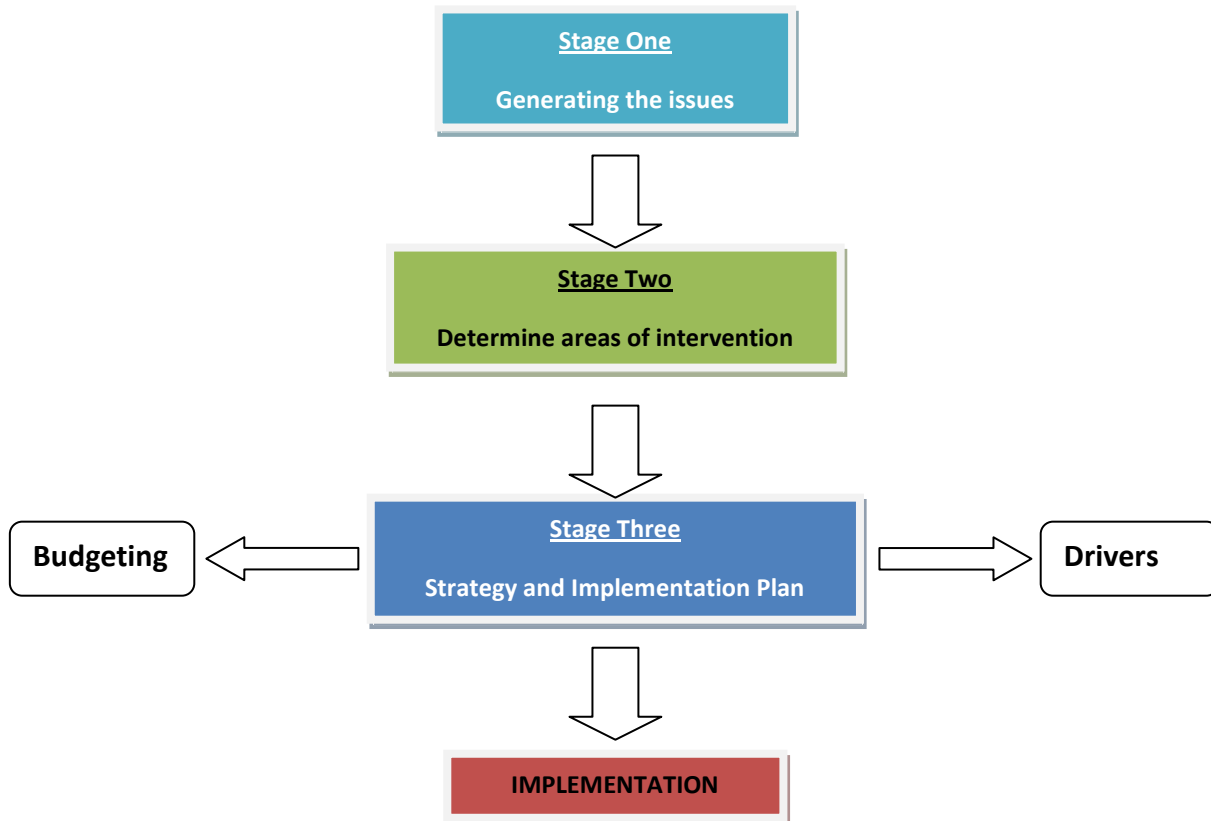 Stage One
Generating the issues
Stage Two
Determine areas of intervention
Stage Three
Strategy and Implementation Plan
Budgeting
Drivers
IMPLEMENTATION